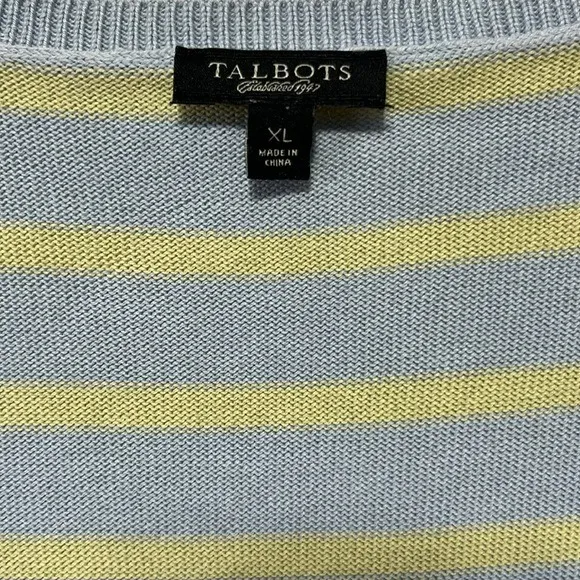 TALBOTS
Established 1947
XL
MADE IN
CHINA